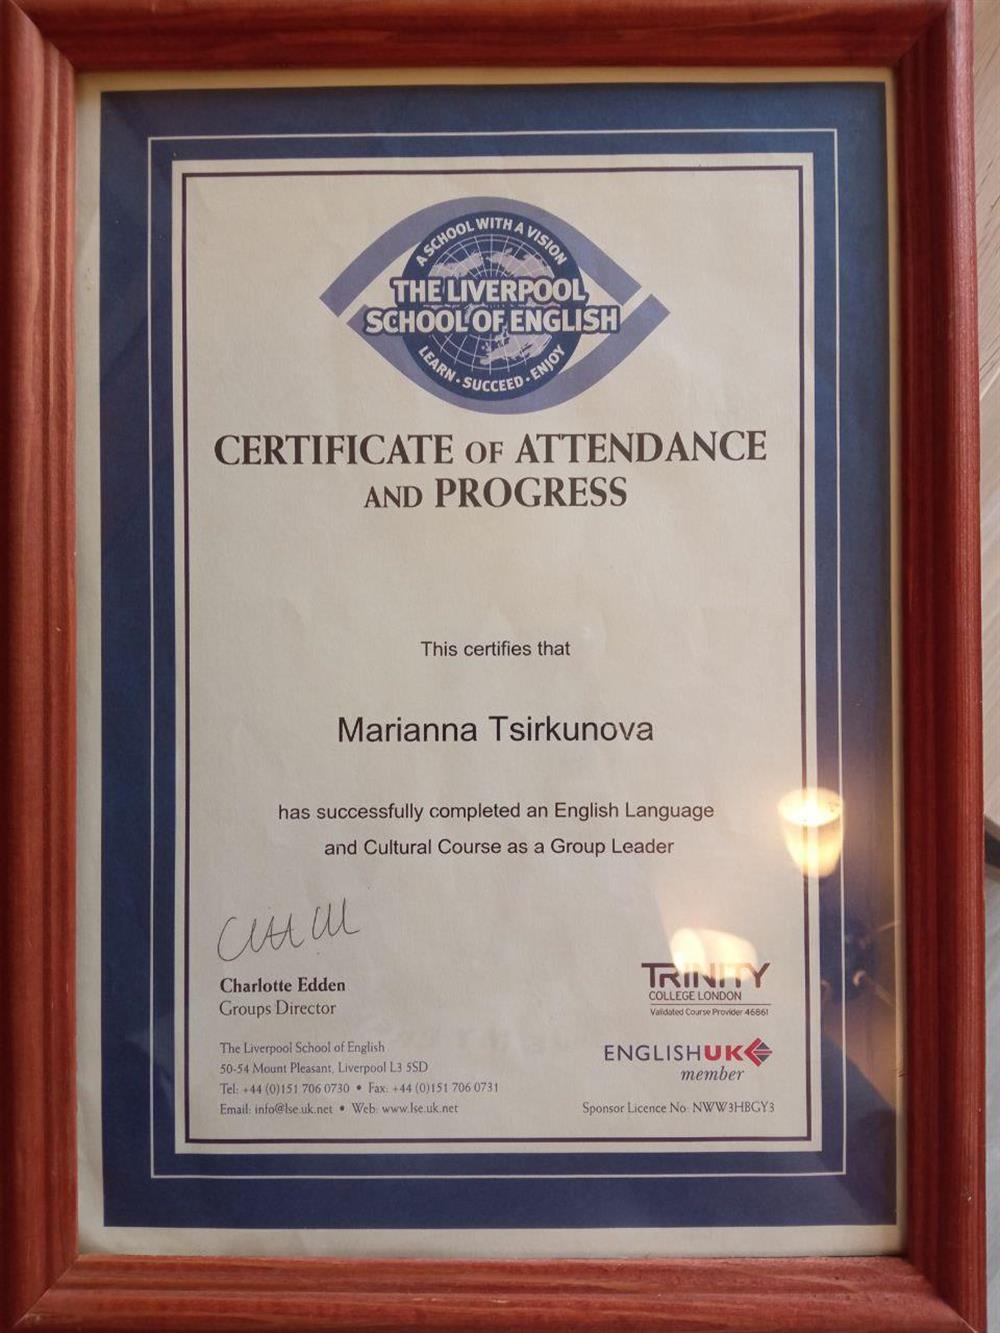 A SCHOOL WITH A VISION
THE LIVERPOOL
SCHOOL OF ENGLISH
LEARN · SUCCEED · ENJOY
CERTIFICATE OF ATTENDANCE
AND PROGRESS
This certifies that
Marianna Tsirkunova
has successfully completed an English Language
and Cultural Course as a Group Leader
Charlotte Edden
Groups Director
The Liverpool School of English
50-54 Mount Pleasant, Liverpool L3 5SD
Tel: +44 (0)151 706 0730 • Fax: +44 (0)151 706 0731
Email: info@lse.uk.net • Web: www.lse.uk.net
TRINITY
COLLEGE LONDON
Validated Course Provider 46861
ENGLISHUK
member
Sponsor Licence No: NWW3HBGY3